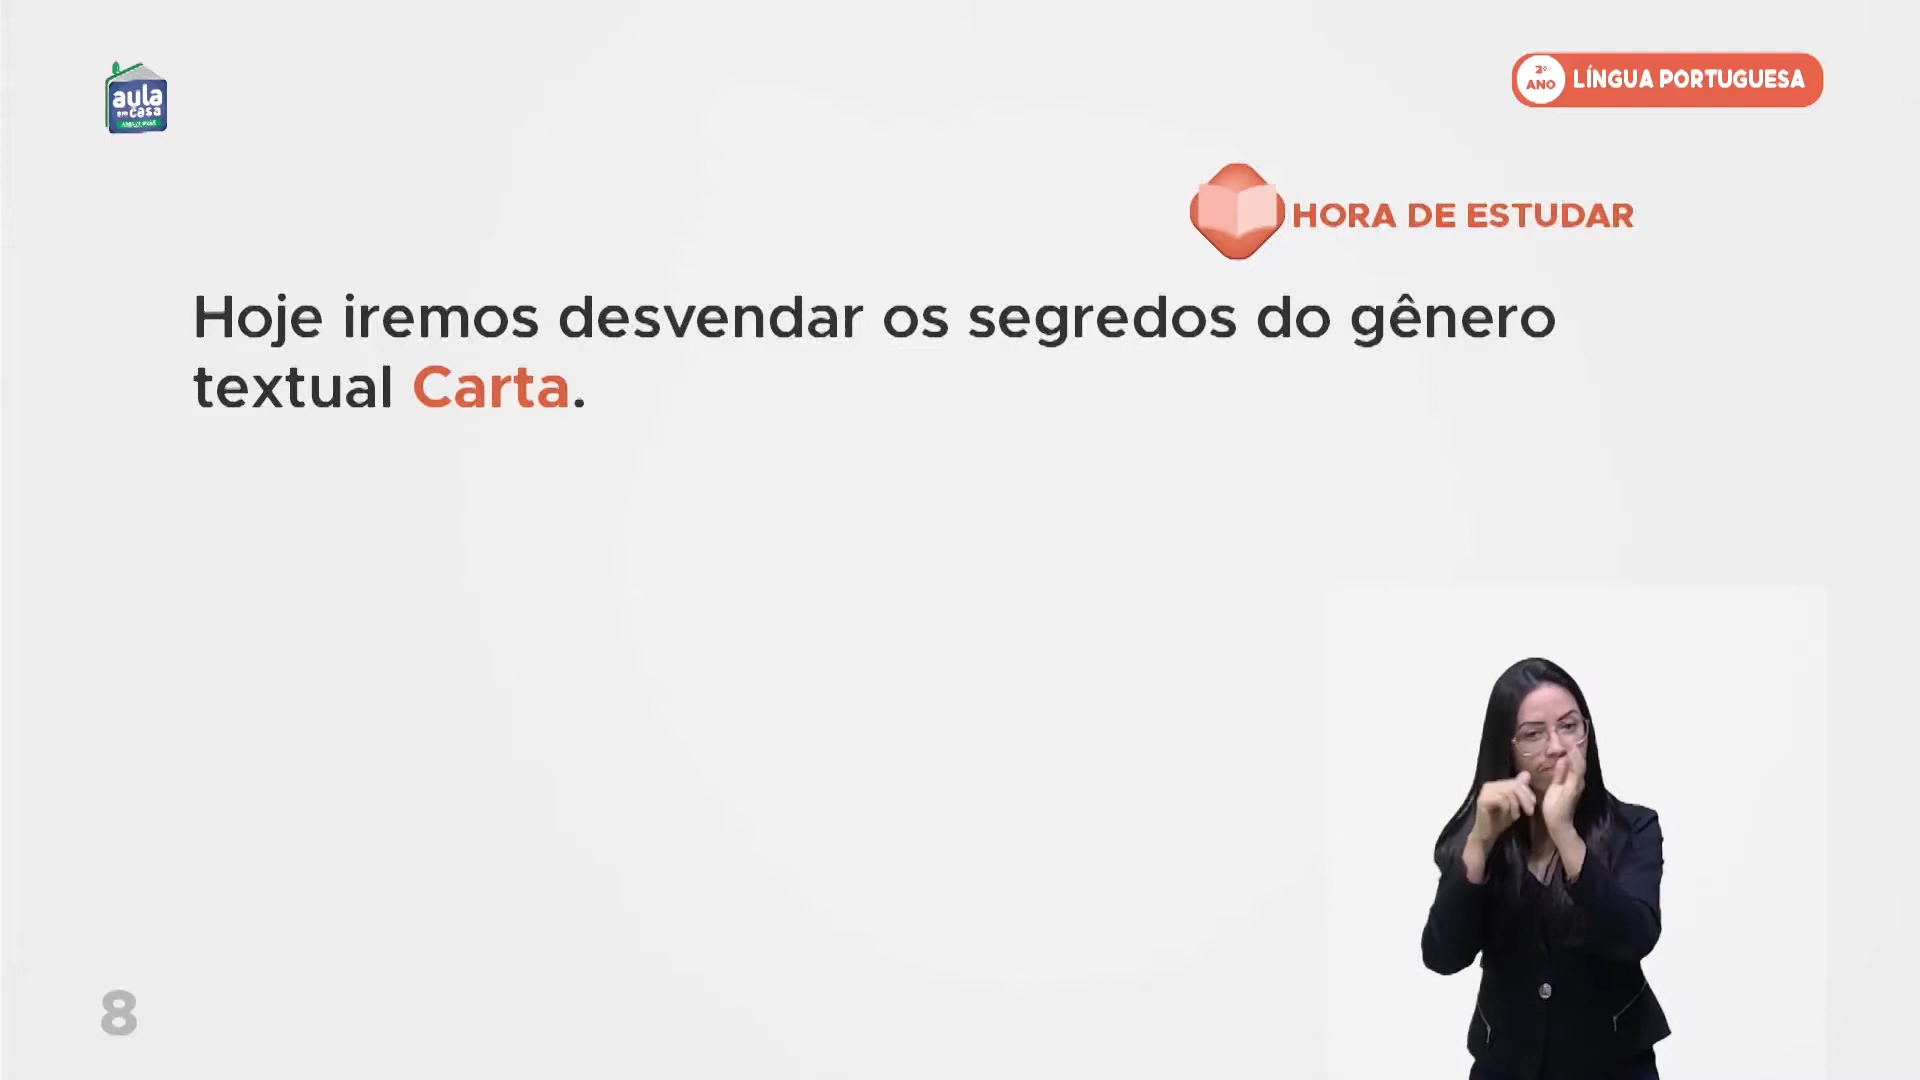 aula
em casa
2º
ANO
LÍNGUA PORTUGUESA
HORA DE ESTUDAR
Hoje iremos desvendar os segredos do gênero
textual Carta.
8